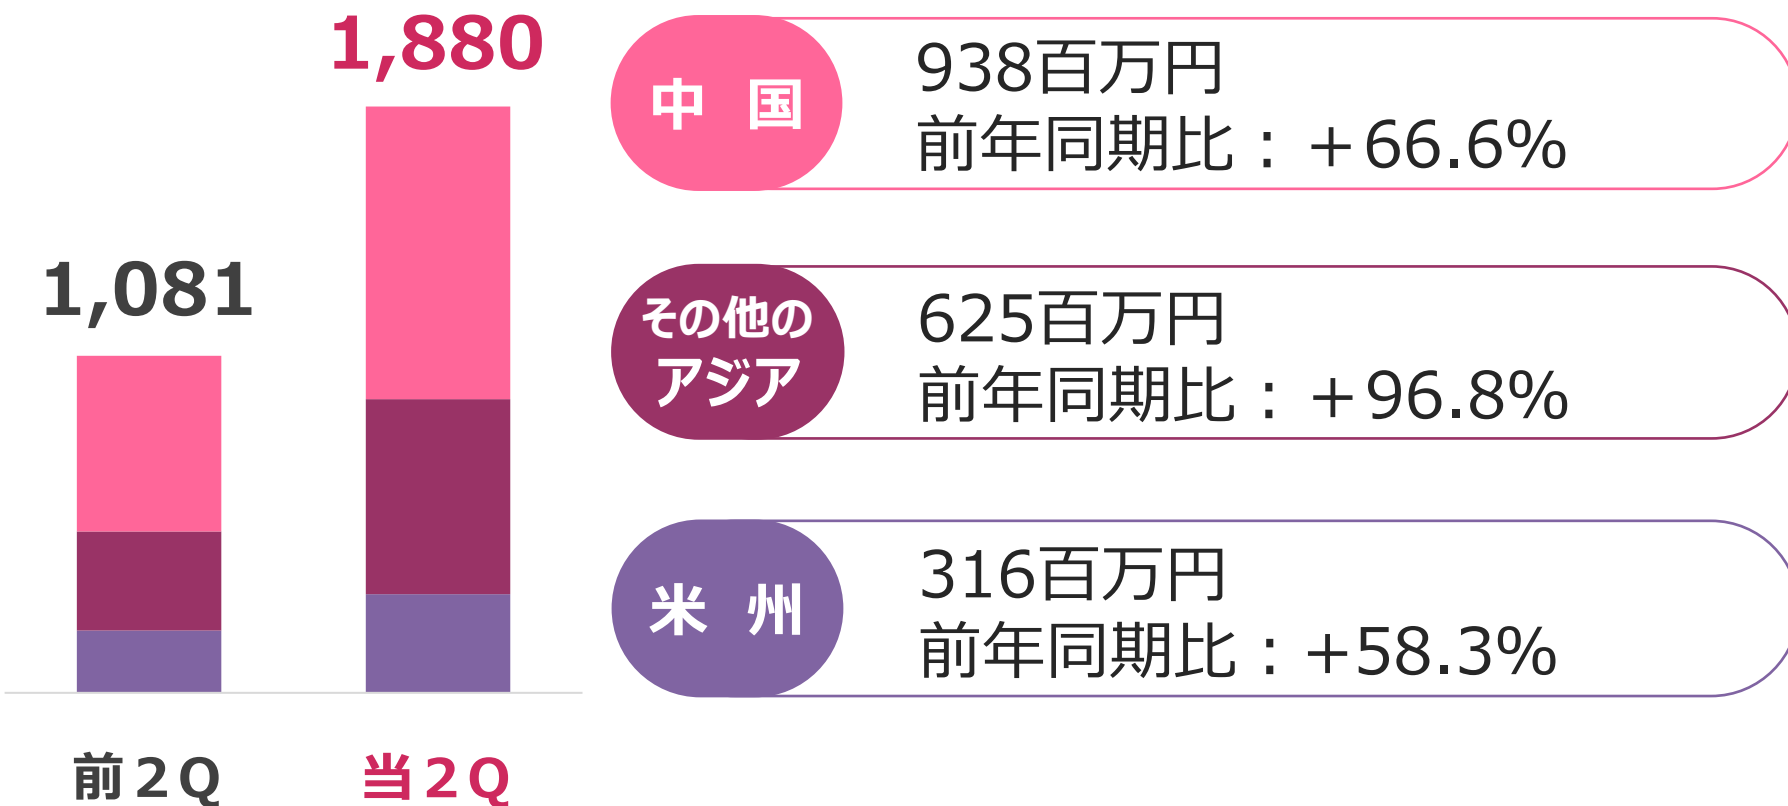 1,880
1,081
前２Q
当２Q
中 国
938百万円
前年同期比：＋66.6%
その他の
アジア
625百万円
前年同期比：＋96.8%
米 州
316百万円
前年同期比：+58.3%